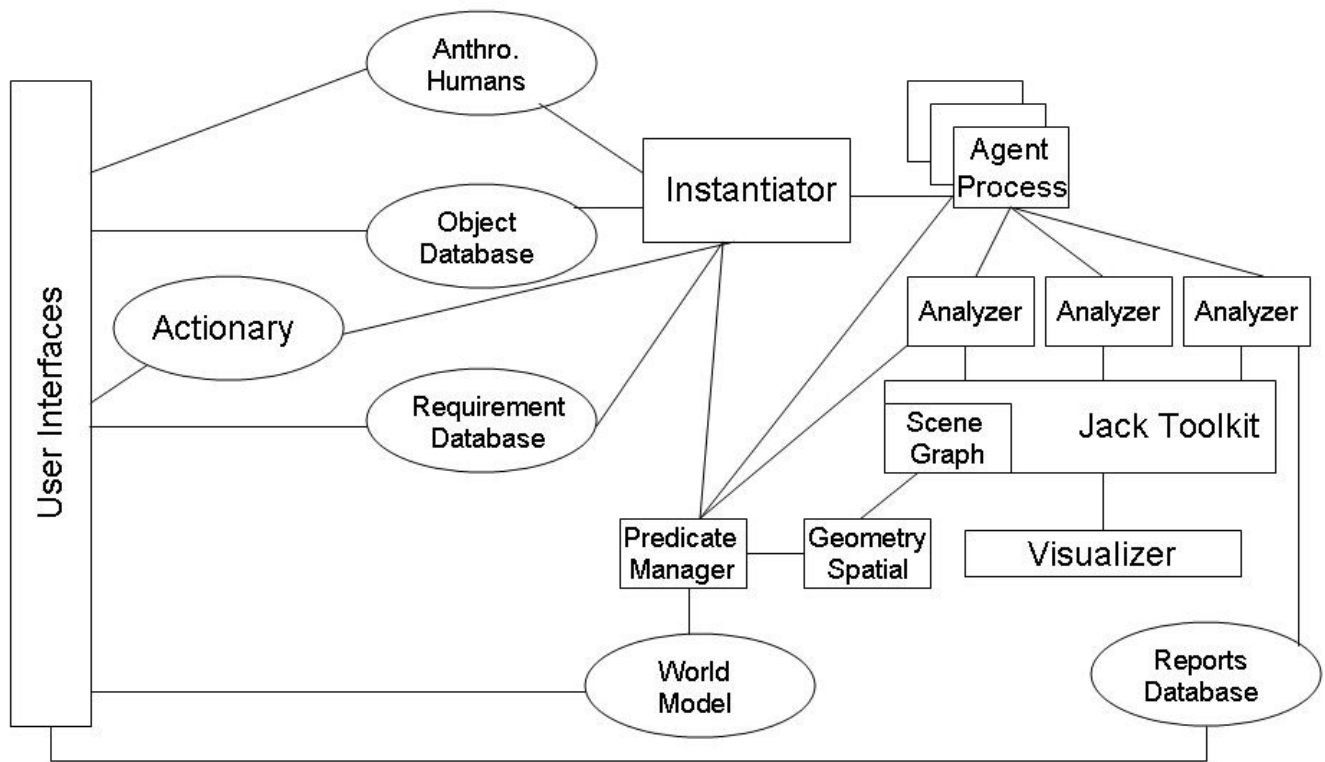 Anthro.
Humans
Agent
Process
Instantiator
Object
Database
User Interfaces
Actionary
Analyzer
Analyzer
Analyzer
Requirement
Database
Scene
Graph
Jack Toolkit
Predicate
Manager
Geometry
Spatial
Visualizer
World
Model
Reports
Database